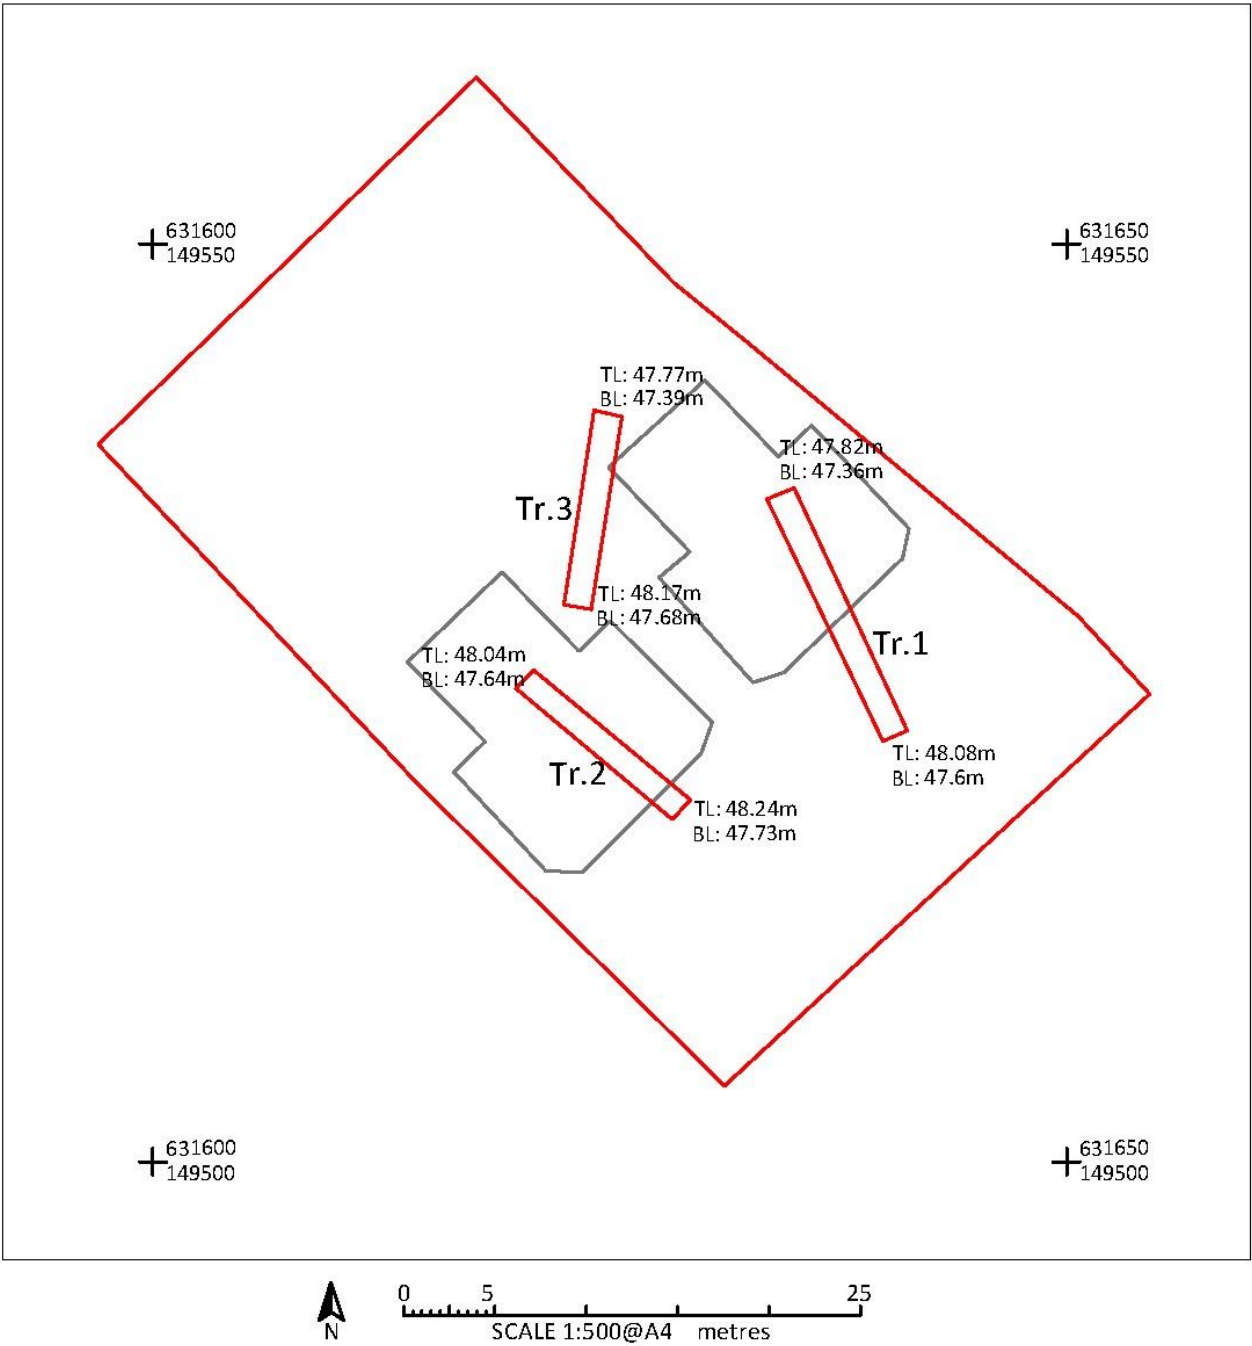 631600
149550
631650
149550
TL: 47.77m
BL: 47.39m
TL: 47.82m
BL: 47.36m
Tr.3
TL: 48.17m
BL: 47.68m
Tr.1
TL: 48.04m
BL: 47.64m
Tr.2
TL: 48.08m
BL: 47.6m
TL: 48.24m
BL: 47.73m
631600
149500
631650
149500
0 5 25
N
SCALE 1:500@A4 metres